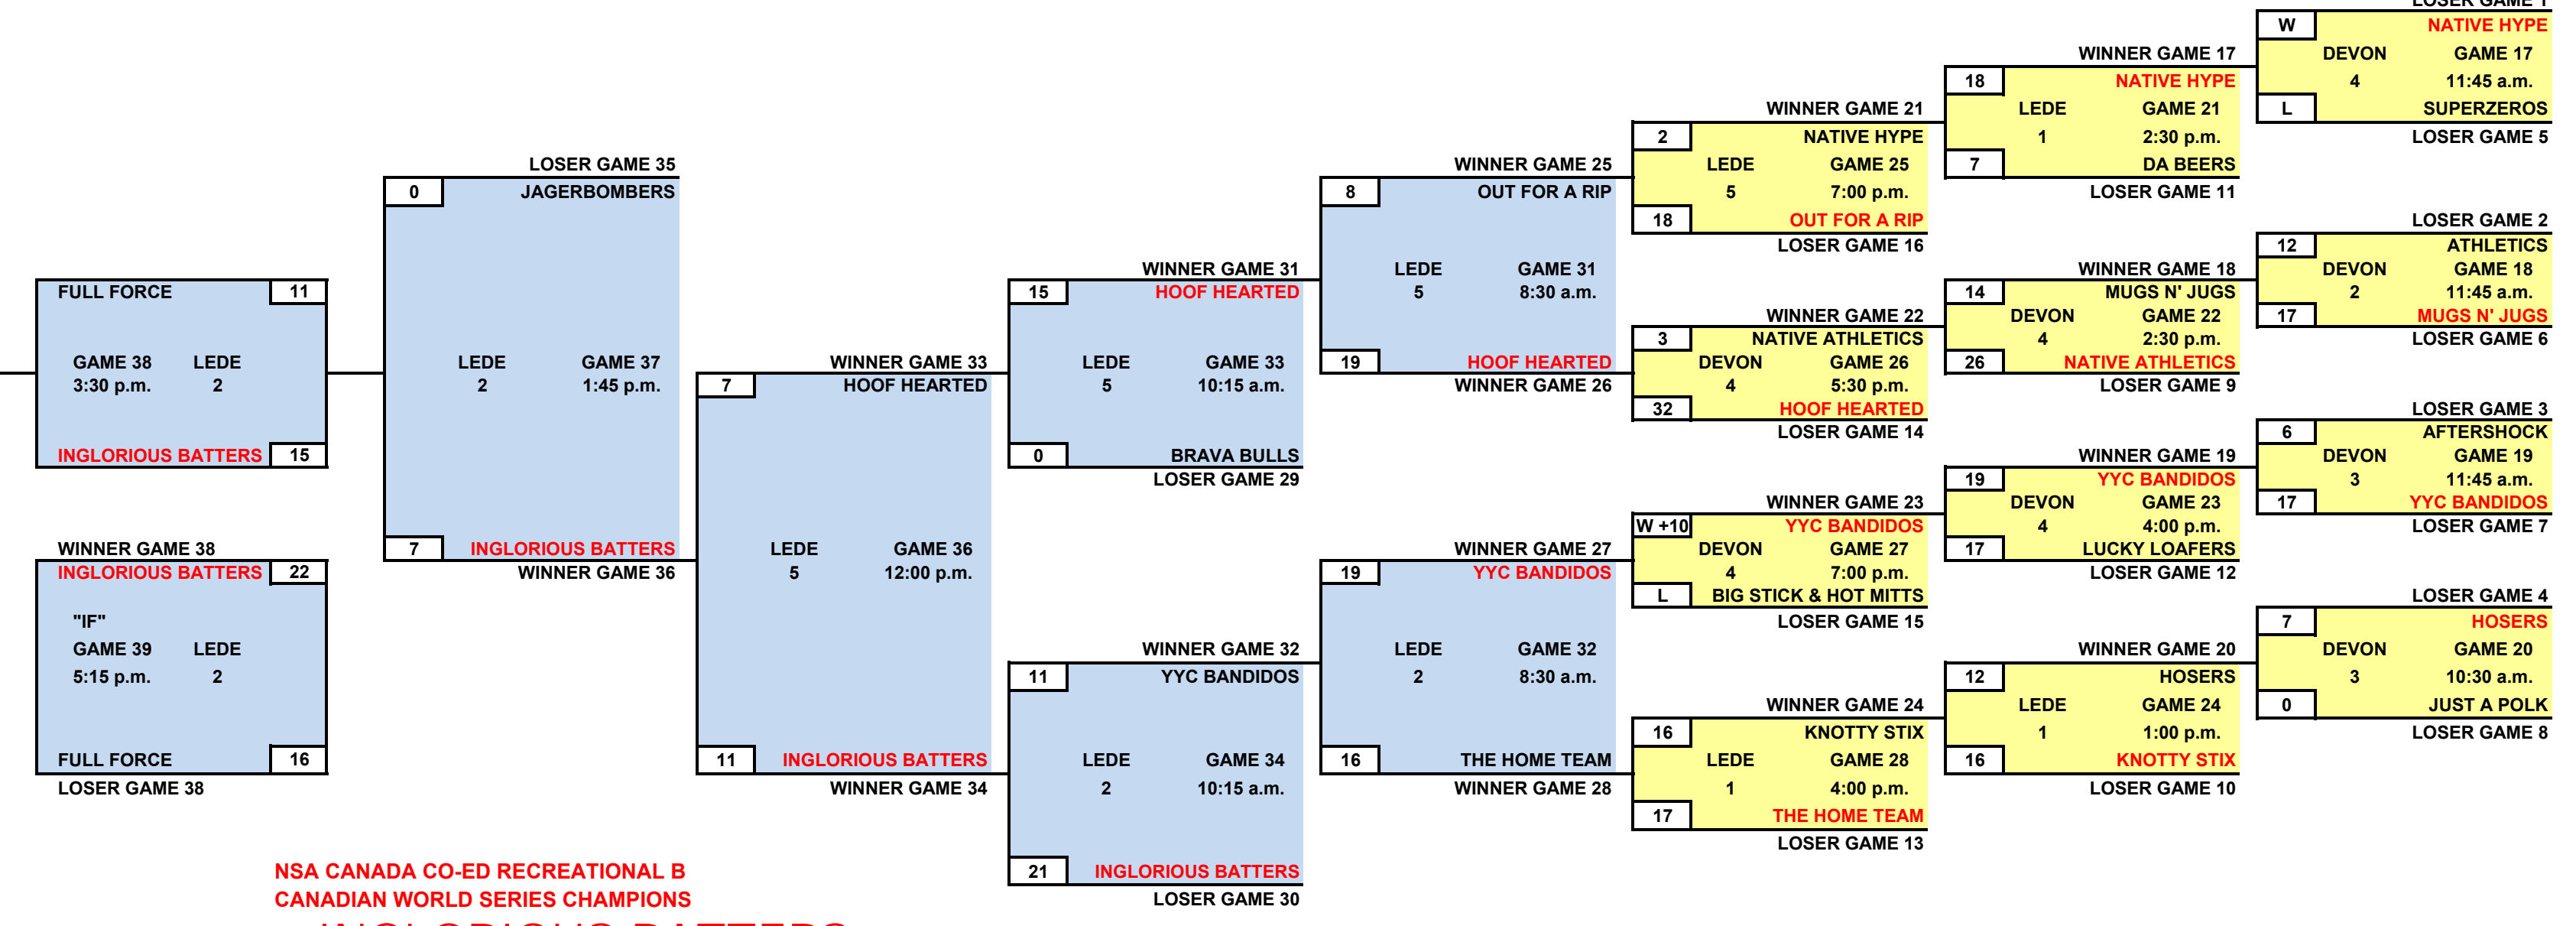 LOSER GAME 1
W NATIVE HYPE
WINNER GAME 17 DEVON GAME 17
18 NATIVE HYPE 4 11:45 a.m.
WINNER GAME 21 LEDE GAME 21 L SUPERZEROS
2 NATIVE HYPE 1 2:30 p.m. LOSER GAME 5
LOSER GAME 35 WINNER GAME 25 LEDE GAME 25 7 DA BEERS
0 JAGERBOMBERS 8 OUT FOR A RIP 5 7:00 p.m. LOSER GAME 11
18 OUT FOR A RIP LOSER GAME 2
LOSER GAME 16 12 ATHLETICS
WINNER GAME 31 LEDE GAME 31 WINNER GAME 18 DEVON GAME 18
FULL FORCE 11 15 HOOF HEARTED 5 8:30 a.m. 14 MUGS N' JUGS 2 11:45 a.m.
WINNER GAME 22 DEVON GAME 22 17 MUGS N' JUGS
3 NATIVE ATHLETICS 4 2:30 p.m. LOSER GAME 6
GAME 38 LEDE LEDE GAME 37 WINNER GAME 33 LEDE GAME 33 19 HOOF HEARTED DEVON GAME 26 26 NATIVE ATHLETICS
3:30 p.m. 2 2 1:45 p.m. 7 HOOF HEARTED 5 10:15 a.m. WINNER GAME 26 4 5:30 p.m. LOSER GAME 9
32 HOOF HEARTED LOSER GAME 3
LOSER GAME 14 6 AFTERSHOCK
INGLORIOUS BATTERS 15 0 BRAVA BULLS WINNER GAME 19 DEVON GAME 19
LOSER GAME 29 19 YYC BANDIDOS 3 11:45 a.m.
WINNER GAME 23 DEVON GAME 23 17 YYC BANDIDOS
W +10 YYC BANDIDOS 4 4:00 p.m. LOSER GAME 7
WINNER GAME 38 7 INGLORIOUS BATTERS LEDE GAME 36 WINNER GAME 27 DEVON GAME 27 17 LUCKY LOAFERS
INGLORIOUS BATTERS 22 WINNER GAME 36 5 12:00 p.m. 19 YYC BANDIDOS 4 7:00 p.m. LOSER GAME 12
L BIG STICK & HOT MITTS LOSER GAME 4
"IF" LOSER GAME 15 7 HOSERS
GAME 39 LEDE WINNER GAME 32 LEDE GAME 32 WINNER GAME 20 DEVON GAME 20
5:15 p.m. 2 11 YYC BANDIDOS 2 8:30 a.m. 12 HOSERS 3 10:30 a.m.
WINNER GAME 24 LEDE GAME 24 0 JUST A POLK
16 KNOTTY STIX 1 1:00 p.m. LOSER GAME 8
FULL FORCE 16 11 INGLORIOUS BATTERS LEDE GAME 34 16 THE HOME TEAM LEDE GAME 28 16 KNOTTY STIX
LOSER GAME 38 WINNER GAME 34 2 10:15 a.m. WINNER GAME 28 1 4:00 p.m. LOSER GAME 10
17 THE HOME TEAM
LOSER GAME 13
NSA CANADA CO-ED RECREATIONAL B 21 INGLORIOUS BATTERS
CANADIAN WORLD SERIES CHAMPIONS LOSER GAME 30
INGLORIOUS BATTERS